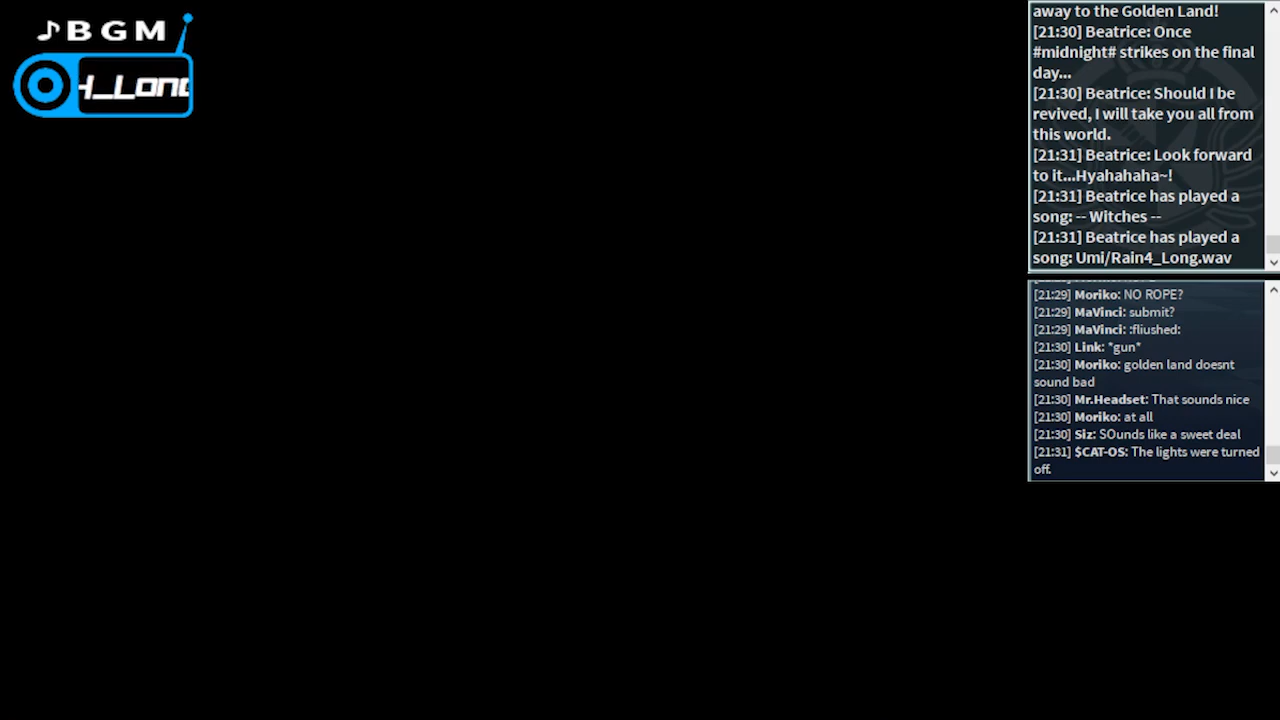 ♪BGM
4_Long
away to the Golden Land!
[21:30] Beatrice: Once
#midnight# strikes on the final
day...
[21:30] Beatrice: Should I be
revived, I will take you all from
this world.
[21:31] Beatrice: Look forward
to it...Hyahahaha~!
[21:31] Beatrice has played a
song: -- Witches --
[21:31] Beatrice has played a
song: Umi/Rain4_Long.wav
[21:29] Moriko: NO ROPE?
[21:29] MaVinci: submit?
[21:29] MaVinci: :fliushed:
[21:30] Link: *gun*
[21:30] Moriko: golden land doesnt
sound bad
[21:30] Mr.Headset: That sounds nice
[21:30] Moriko: at all
[21:30] Siz: SOunds like a sweet deal
[21:31] $CAT-OS: The lights were turned
off.